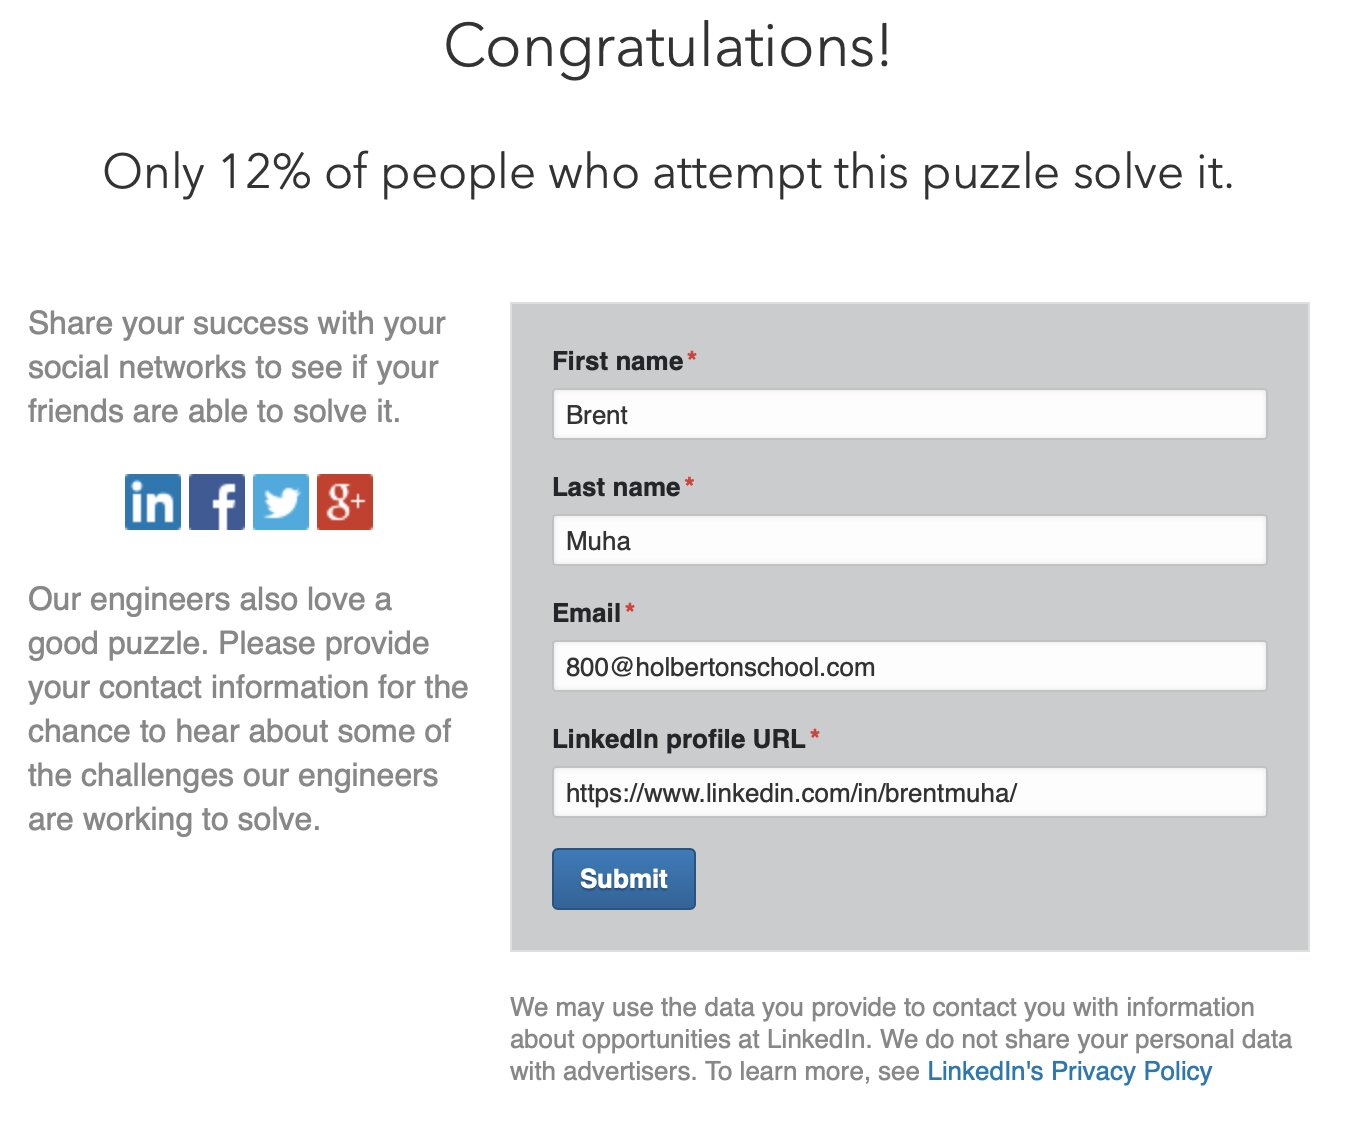 Congratulations!
Only 12% of people who attempt this puzzle solve it.
Share your success with your
social networks to see if your
friends are able to solve it.
in f g+
Our engineers also love a
good puzzle. Please provide
your contact information for the
chance to hear about some of
the challenges our engineers
are working to solve.
First name*
Brent
Last name*
Muha
Email*
800@holbertonschool.com
LinkedIn profile URL*
https://www.linkedin.com/in/brentmuha/
Submit
We may use the data you provide to contact you with information
about opportunities at LinkedIn. We do not share your personal data
with advertisers. To learn more, see LinkedIn's Privacy Policy